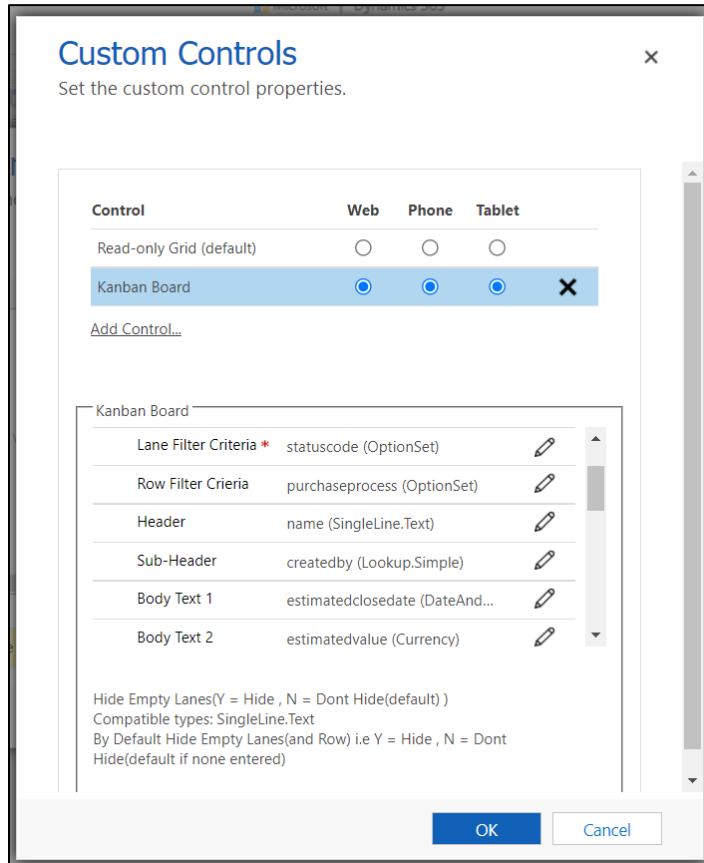 Microsoft | Dynamics 365
Custom Controls
Set the custom control properties.
Control Web Phone Tablet
Read-only Grid (default)
Kanban Board
Add Control...
Kanban Board
Lane Filter Criteria * statuscode (OptionSet)
Row Filter Crieria purchaseprocess (OptionSet)
Header name (SingleLine.Text)
Sub-Header createdby (Lookup.Simple)
Body Text 1 estimatedclosedate (DateAnd...
Body Text 2 estimatedvalue (Currency)
Hide Empty Lanes(Y = Hide , N = Dont Hide(default) )
Compatible types: SingleLine.Text
By Default Hide Empty Lanes(and Row) i.e Y = Hide , N = Dont
Hide(default if none entered)
OK Cancel